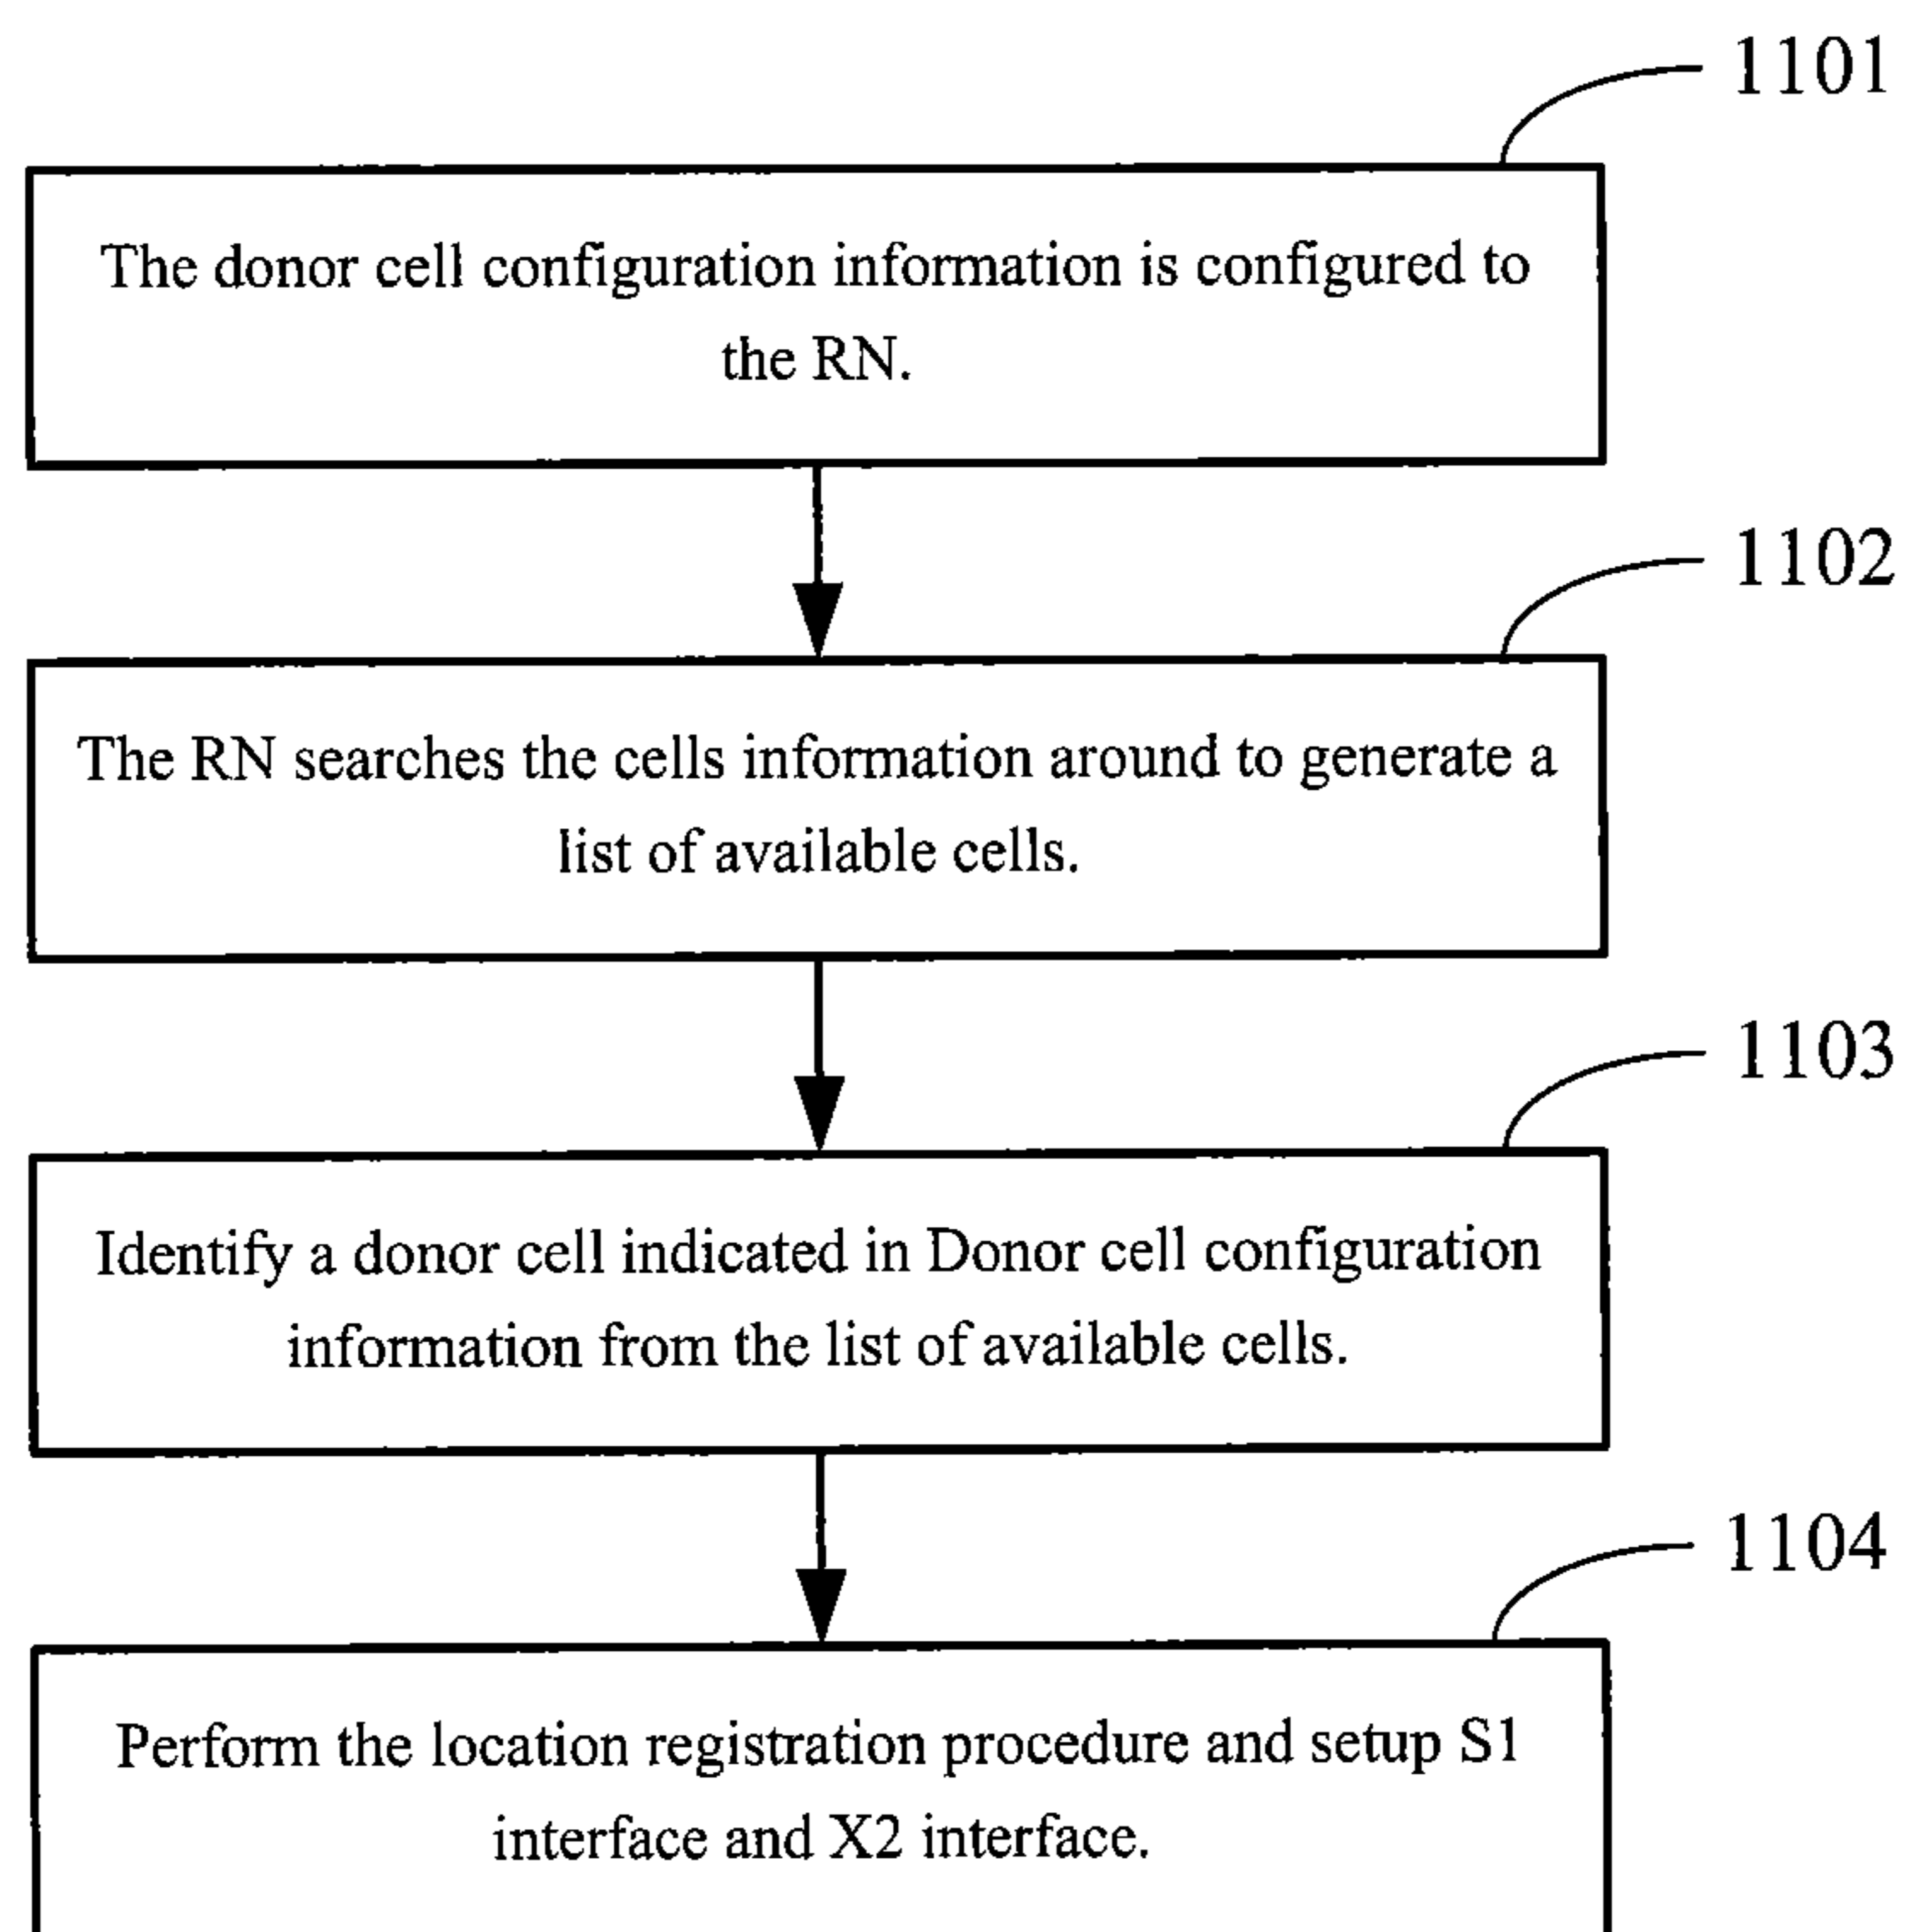 1101
The donor cell configuration information is configured to
the RN.
1102
The RN searches the cells information around to generate a
list of available cells.
1103
Identify a donor cell indicated in Donor cell configuration
information from the list of available cells.
1104
Perform the location registration procedure and setup S1
interface and X2 interface.